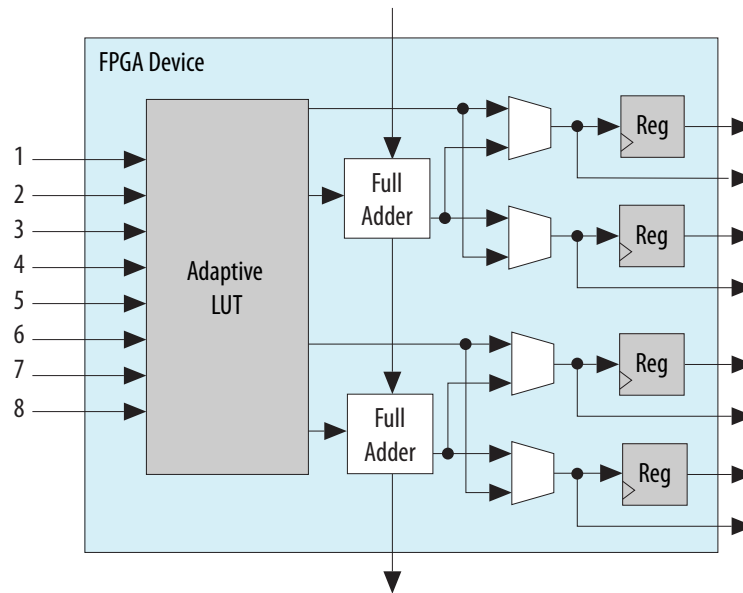 FPGA Device
1
2
3
4
5
6
7
8
Adaptive
LUT
Full
Adder
Full
Adder
Reg
Reg
Reg
Reg